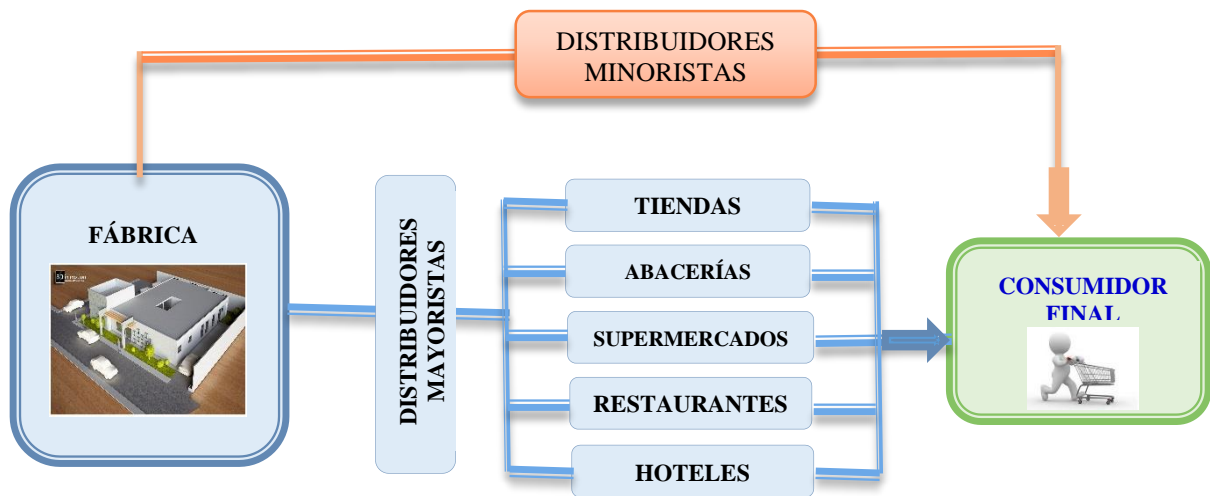 DISTRIBUIDORES
MINORISTAS
FÁBRICA
DISTRIBUIDORES
MAYORISTAS
TIENDAS
ABACERÍAS
SUPERMERCADOS
RESTAURANTES
HOTELES
CONSUMIDOR
FINAL